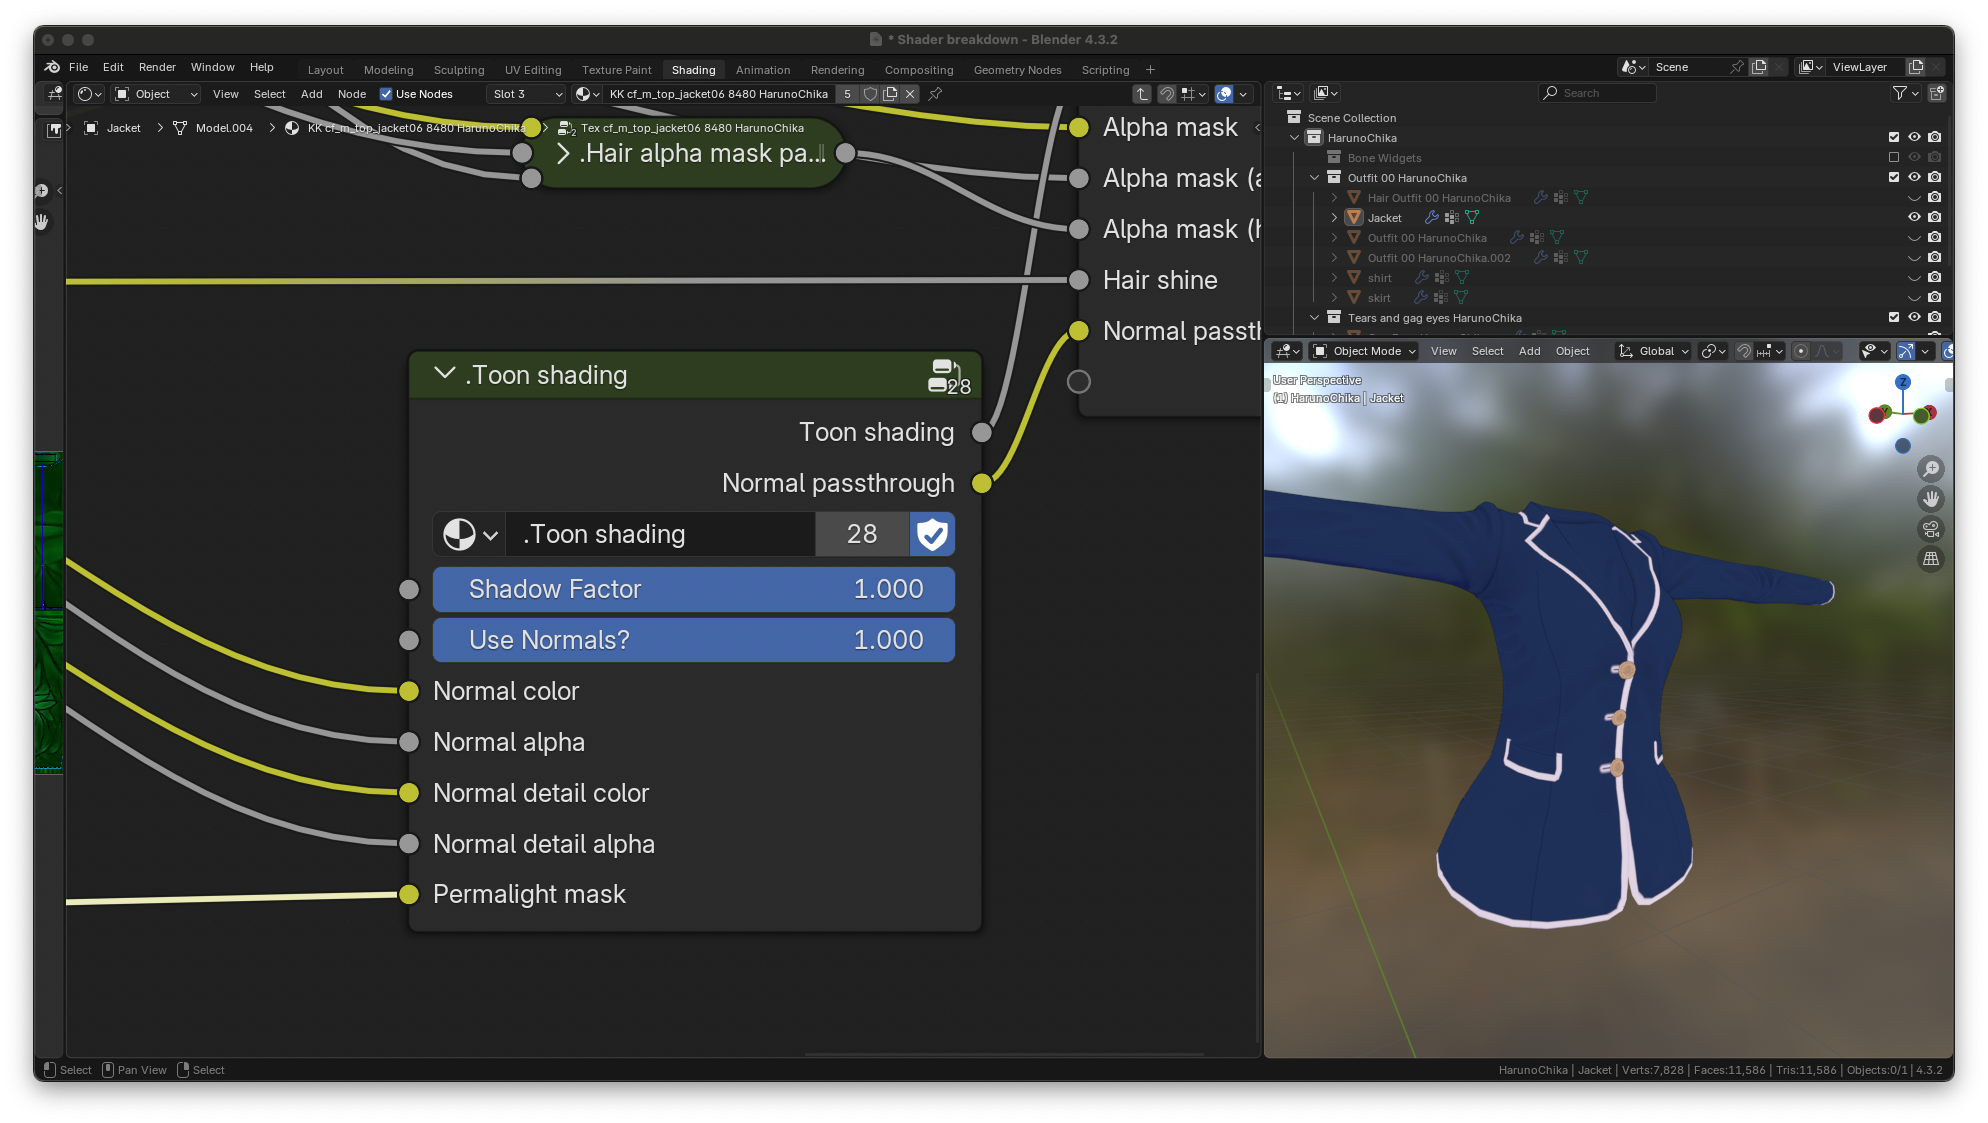 * Shader breakdown - Blender 4.3.2
File Edit Render Window Help Layout Modeling Sculpting UV Editing Texture Paint Shading Animation Rendering Compositing Geometry Nodes Scripting + Scene ViewLayer
Object View Select Add Node Use Nodes Slot 3 KK cf_m_top_jacket06 8480 HarunoChika 5
Jacket > Model.004 > KK cf_m_top_jacket06 8480 HarunoChika > Tex cf_m_top_jacket06 8480 HarunoChika
.Hair alpha mask pa...
Alpha mask
Alpha mask (a
Alpha mask (h
Hair shine
Normal passth
.Toon shading
28
Toon shading
Normal passthrough
.Toon shading 28
Shadow Factor 1.000
Use Normals? 1.000
Normal color
Normal alpha
Normal detail color
Normal detail alpha
Permalight mask
Search
Scene Collection
HarunoChika
Bone Widgets
Outfit 00 HarunoChika
Hair Outfit 00 HarunoChika
Jacket
Outfit 00 HarunoChika
Outfit 00 HarunoChika.002
shirt
skirt
Tears and gag eyes HarunoChika
Object Mode View Select Add Object Global
User Perspective
(1) HarunoChika | Jacket
Z
Select Pan View Select
HarunoChika | Jacket | Verts:7,828 | Faces:11,586 | Tris:11,586 | Objects:0/1 | 4.3.2